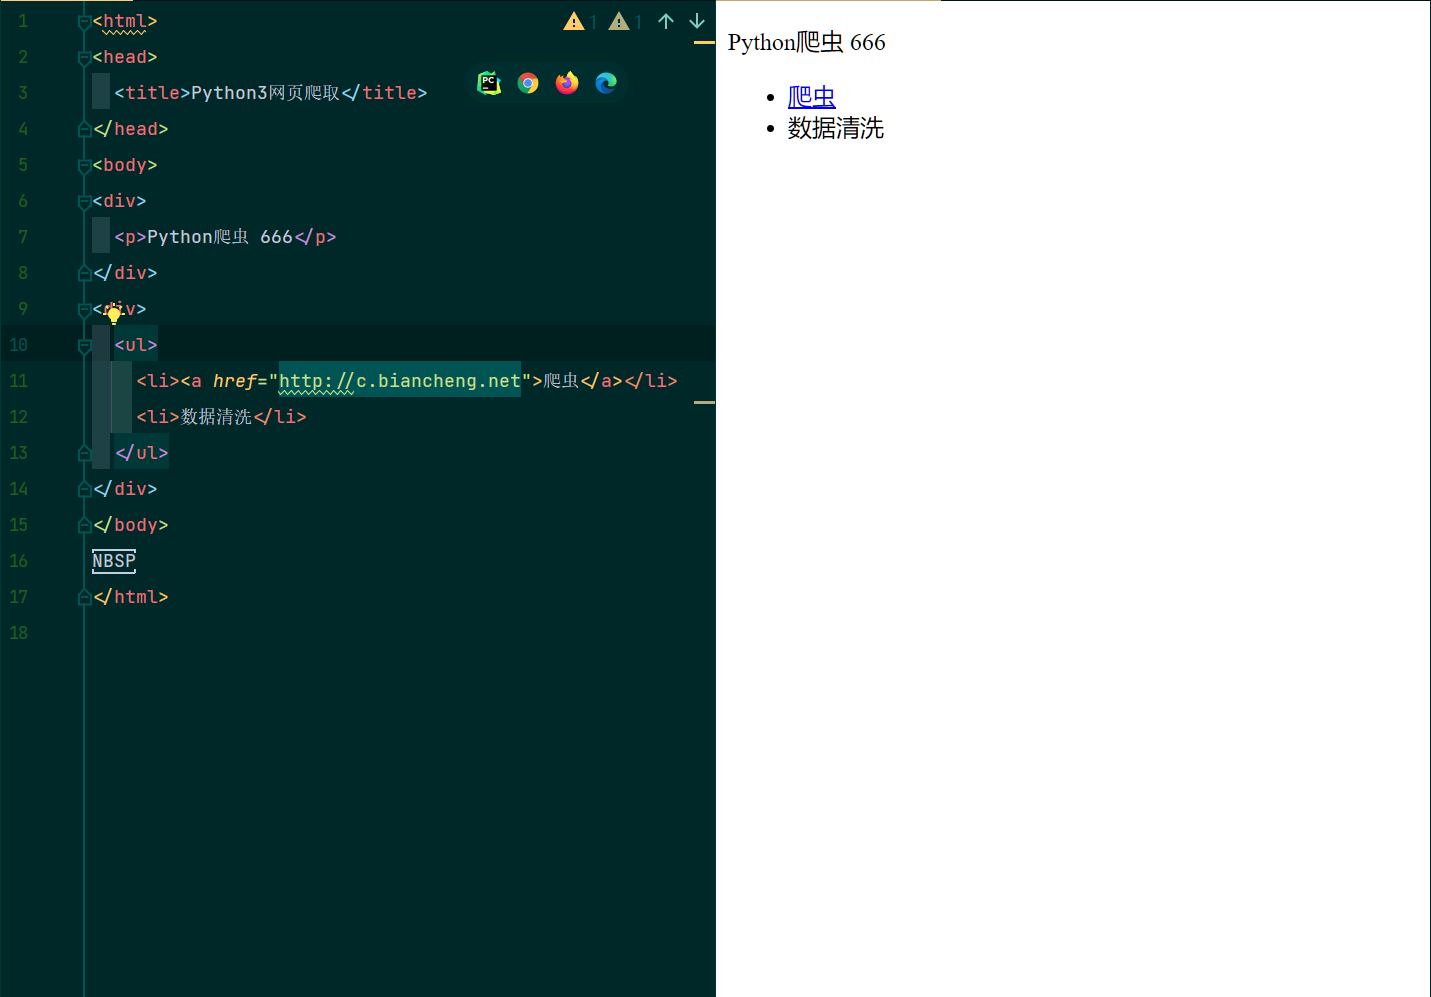 1 <html> 1 1
2 <head>
3 <title>Python3网页爬取</title>
4 </head>
5 <body>
6 <div>
7 <p>Python爬虫 666</p>
8 </div>
9 <div>
10 <ul>
11 <li><a href="http://c.biancheng.net">爬虫</a></li>
12 <li>数据清洗</li>
13 </ul>
14 </div>
15 </body>
16 NBSP
17 </html>
18
PC
Python爬虫 666
爬虫
数据清洗